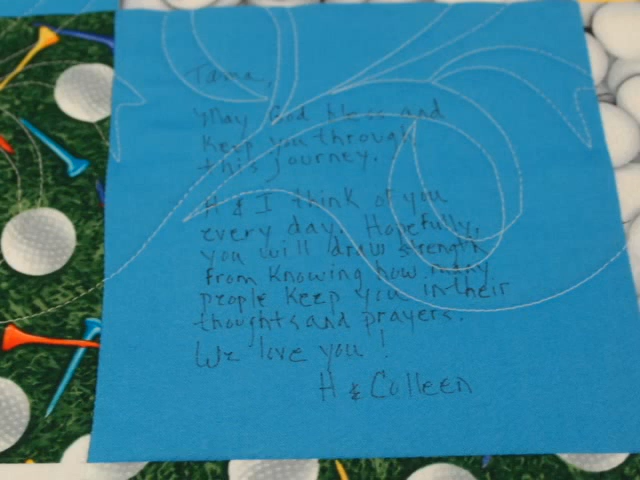 Tama,
May God bless and
Keep you through
this journey.
H & I think of you
every day. Hopefully,
you will draw strength
from knowing how many
people keep you in their
thoughts and prayers.
We love you!
H & Colleen